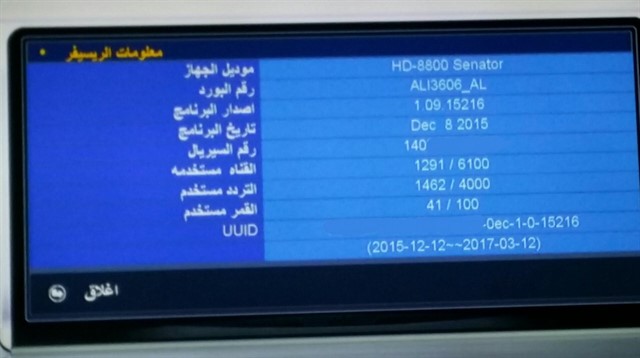 معلومات الريسيفر
موديل الجهاز HD-8800 Senator
رقم البورد ALI3606_AL
اصدار البرنامج 1.09.15216
تاريخ البرنامج Dec 8 2015
رقم السيريال 140
القناه مستخدمه 1291 / 6100
التردد مستخدم 1462 / 4000
القمر مستخدم 41 / 100
UUID -0ec-1-0-15216
(2015-12-12~~2017-03-12)
اغلاق